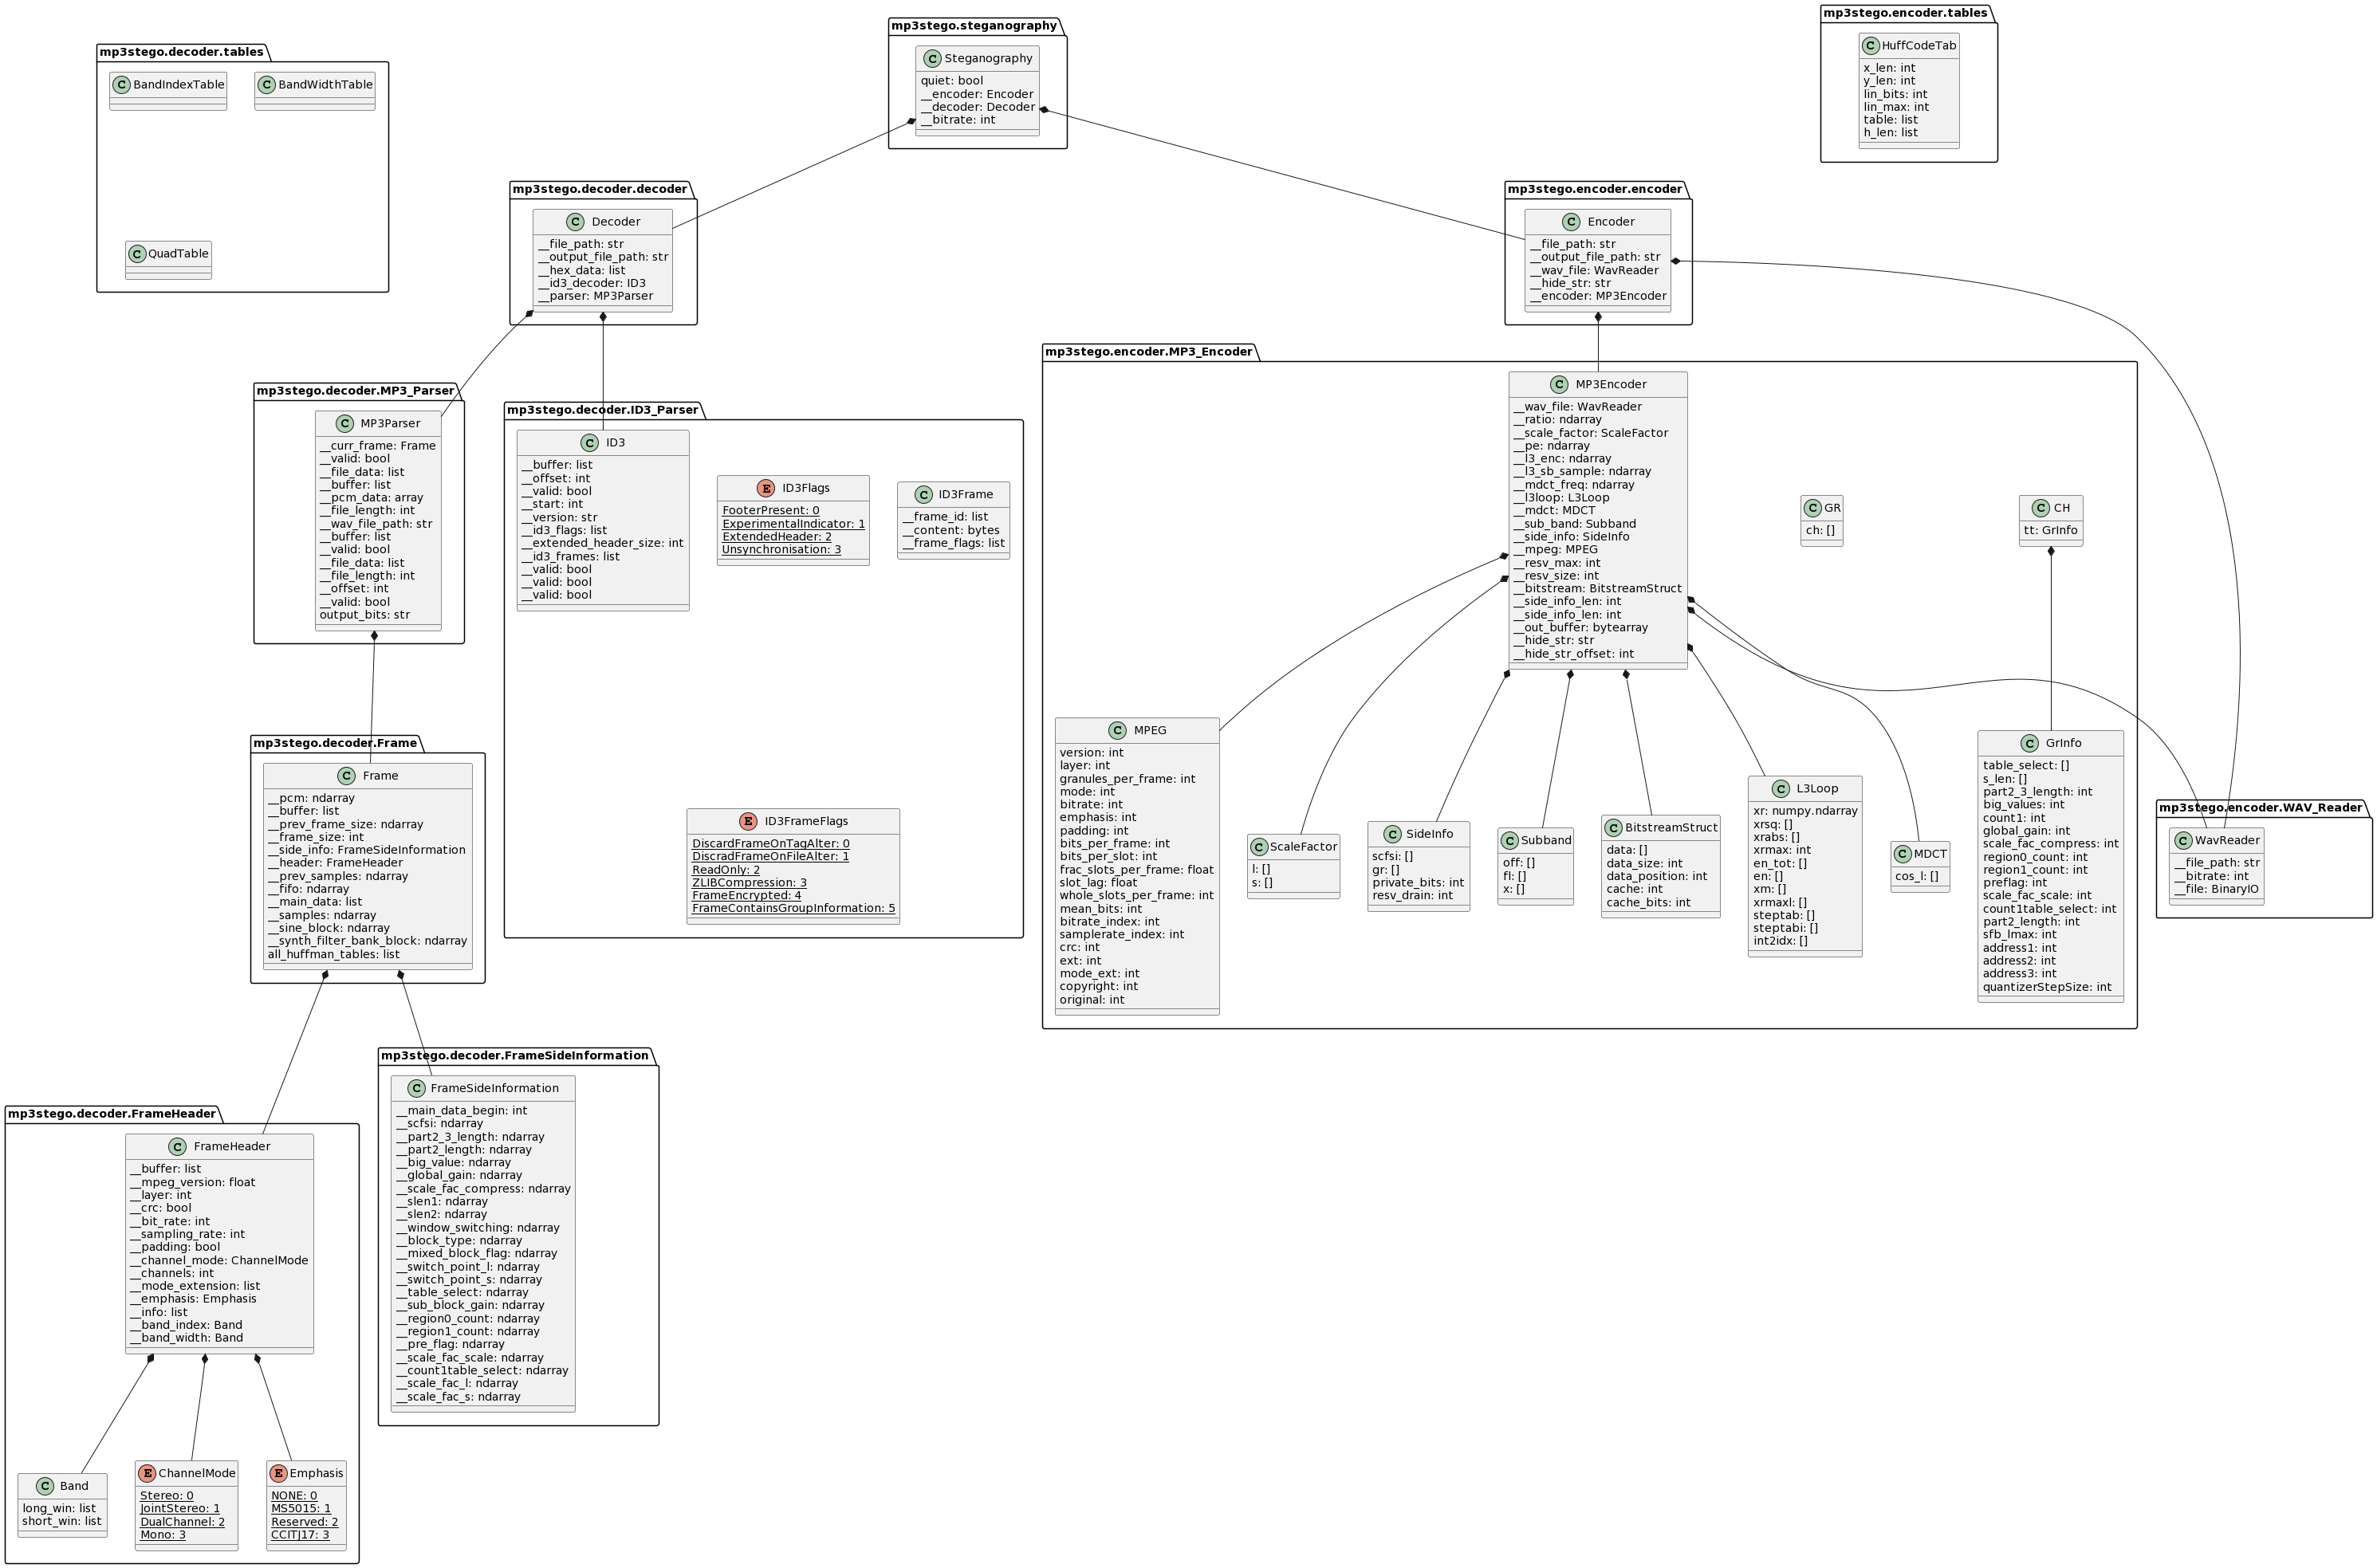 mp3stego.steganography
C Steganography
quiet: bool
__encoder: Encoder
__decoder: Decoder
__bitrate: int
mp3stego.encoder.tables
C HuffCodeTab
x_len: int
y_len: int
lin_bits: int
lin_max: int
table: list
h_len: list
mp3stego.decoder.tables
C BandIndexTable
C BandWidthTable
C QuadTable
mp3stego.decoder.decoder
C Decoder
__file_path: str
__output_file_path: str
__hex_data: list
__id3_decoder: ID3
__parser: MP3Parser
mp3stego.encoder.encoder
C Encoder
__file_path: str
__output_file_path: str
__wav_file: WavReader
__hide_str: str
__encoder: MP3Encoder
mp3stego.decoder.MP3_Parser
C MP3Parser
__curr_frame: Frame
__valid: bool
__file_data: list
__buffer: list
__pcm_data: array
__file_length: int
__wav_file_path: str
__buffer: list
__valid: bool
__file_data: list
__file_length: int
__offset: int
__valid: bool
output_bits: str
mp3stego.decoder.ID3_Parser
C ID3
__buffer: list
__offset: int
__valid: bool
__start: int
__version: str
__id3_flags: list
__extended_header_size: int
__id3_frames: list
__valid: bool
__valid: bool
__valid: bool
E ID3Flags
FooterPresent: 0
ExperimentalIndicator: 1
ExtendedHeader: 2
Unsynchronisation: 3
C ID3Frame
__frame_id: list
__content: bytes
__frame_flags: list
E ID3FrameFlags
DiscardFrameOnTagAlter: 0
DiscradFrameOnFileAlter: 1
ReadOnly: 2
ZLIBCompression: 3
FrameEncrypted: 4
FrameContainsGroupInformation: 5
mp3stego.encoder.MP3_Encoder
C MP3Encoder
__wav_file: WavReader
__ratio: ndarray
__scale_factor: ScaleFactor
__pe: ndarray
__l3_enc: ndarray
__l3_sb_sample: ndarray
__mdct_freq: ndarray
__l3loop: L3Loop
__mdct: MDCT
__sub_band: Subband
__side_info: SideInfo
__mpeg: MPEG
__resv_max: int
__resv_size: int
__bitstream: BitstreamStruct
__side_info_len: int
__side_info_len: int
__out_buffer: bytearray
__hide_str: str
__hide_str_offset: int
C GR
ch: []
C CH
tt: GrInfo
C MPEG
version: int
layer: int
granules_per_frame: int
mode: int
bitrate: int
emphasis: int
padding: int
bits_per_frame: int
bits_per_slot: int
frac_slots_per_frame: float
slot_lag: float
whole_slots_per_frame: int
mean_bits: int
bitrate_index: int
samplerate_index: int
crc: int
ext: int
mode_ext: int
copyright: int
original: int
C ScaleFactor
l: []
s: []
C SideInfo
scfsi: []
gr: []
private_bits: int
resv_drain: int
C Subband
off: []
fl: []
x: []
C BitstreamStruct
data: []
data_size: int
data_position: int
cache: int
cache_bits: int
C L3Loop
xr: numpy.ndarray
xrsq: []
xrabs: []
xrmax: int
en_tot: []
en: []
xm: []
xrmaxl: []
steptab: []
steptabi: []
int2idx: []
C MDCT
cos_l: []
C GrInfo
table_select: []
s_len: []
part2_3_length: int
big_values: int
count1: int
global_gain: int
scale_fac_compress: int
region0_count: int
region1_count: int
preflag: int
scale_fac_scale: int
count1table_select: int
part2_length: int
sfb_lmax: int
address1: int
address2: int
address3: int
quantizerStepSize: int
mp3stego.encoder.WAV_Reader
C WavReader
__file_path: str
__bitrate: int
__file: BinaryIO
mp3stego.decoder.Frame
C Frame
__pcm: ndarray
__buffer: list
__prev_frame_size: ndarray
__frame_size: int
__side_info: FrameSideInformation
__header: FrameHeader
__prev_samples: ndarray
__fifo: ndarray
__main_data: list
__samples: ndarray
__sine_block: ndarray
__synth_filter_bank_block: ndarray
all_huffman_tables: list
mp3stego.decoder.FrameSideInformation
C FrameSideInformation
__main_data_begin: int
__scfsi: ndarray
__part2_3_length: ndarray
__part2_length: ndarray
__big_value: ndarray
__global_gain: ndarray
__scale_fac_compress: ndarray
__slen1: ndarray
__slen2: ndarray
__window_switching: ndarray
__block_type: ndarray
__mixed_block_flag: ndarray
__switch_point_l: ndarray
__switch_point_s: ndarray
__table_select: ndarray
__sub_block_gain: ndarray
__region0_count: ndarray
__region1_count: ndarray
__pre_flag: ndarray
__scale_fac_scale: ndarray
__count1table_select: ndarray
__scale_fac_l: ndarray
__scale_fac_s: ndarray
mp3stego.decoder.FrameHeader
C FrameHeader
__buffer: list
__mpeg_version: float
__layer: int
__crc: bool
__bit_rate: int
__sampling_rate: int
__padding: bool
__channel_mode: ChannelMode
__channels: int
__mode_extension: list
__emphasis: Emphasis
__info: list
__band_index: Band
__band_width: Band
C Band
long_win: list
short_win: list
E ChannelMode
Stereo: 0
JointStereo: 1
DualChannel: 2
Mono: 3
E Emphasis
NONE: 0
MS5015: 1
Reserved: 2
CCITJ17: 3